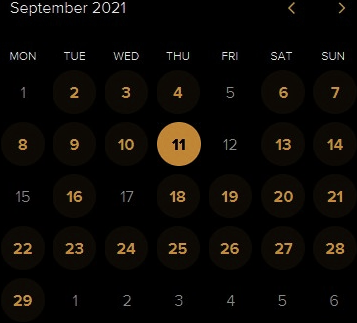 September 2021 < >
MON TUE WED THU FRI SAT SUN
1 2 3 4 5 6 7
8 9 10 11 12 13 14
15 16 17 18 19 20 21
22 23 24 25 26 27 28
29 1 2 3 4 5 6